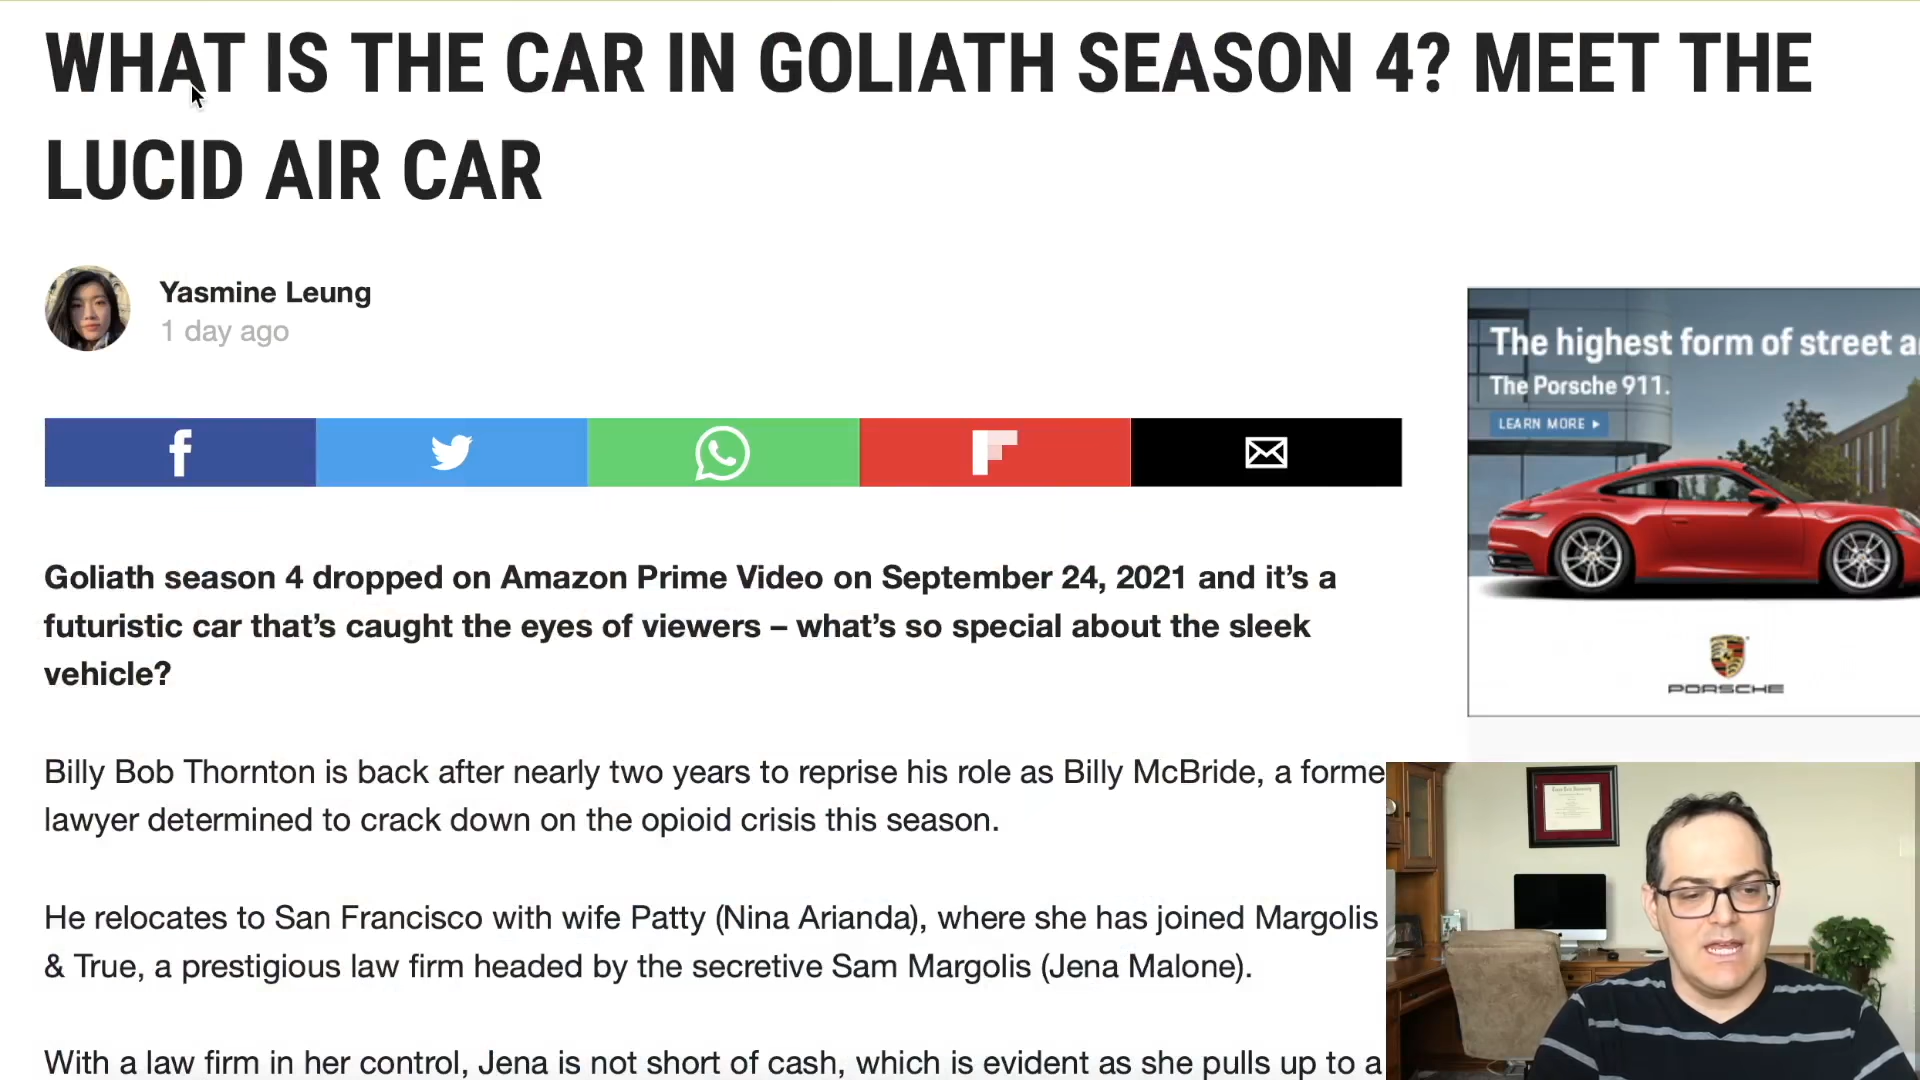 WHAT IS THE CAR IN GOLIATH SEASON 4? MEET THE
LUCID AIR CAR
Yasmine Leung
1 day ago
The highest form of street a
The Porsche 911.
LEARN MORE
PORSCHE
Goliath season 4 dropped on Amazon Prime Video on September 24, 2021 and it's a
futuristic car that's caught the eyes of viewers – what's so special about the sleek
vehicle?
Billy Bob Thornton is back after nearly two years to reprise his role as Billy McBride, a forme
lawyer determined to crack down on the opioid crisis this season.
He relocates to San Francisco with wife Patty (Nina Arianda), where she has joined Margolis
& True, a prestigious law firm headed by the secretive Sam Margolis (Jena Malone).
With a law firm in her control, Jena is not short of cash, which is evident as she pulls up to a